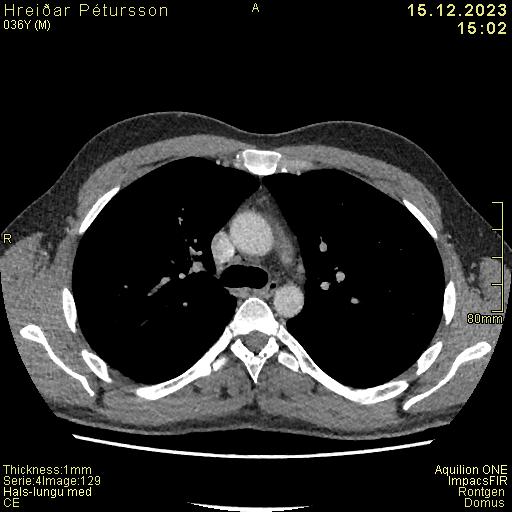 Hreiðar Pétursson
036Y (M)
A
15.12.2023
15:02
R
80mm
Thickness:1mm
Serie:4Image:129
Hals-lungu med
CE
Aquilion ONE
ImpacsFIR
Rontgen
Domus